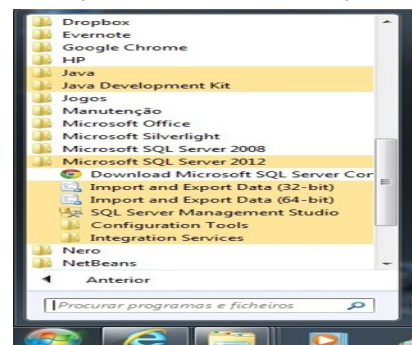 Dropbox
Evernote
Google Chrome
HP
Java
Java Development Kit
Jogos
Manutenção
Microsoft Office
Microsoft Silverlight
Microsoft SQL Server 2008
Microsoft SQL Server 2012
Download Microsoft SQL Server Cor
Import and Export Data (32-bit)
Import and Export Data (64-bit)
SQL Server Management Studio
Configuration Tools
Integration Services
Nero
NetBeans
Anterior
Procurar programas e ficheiros